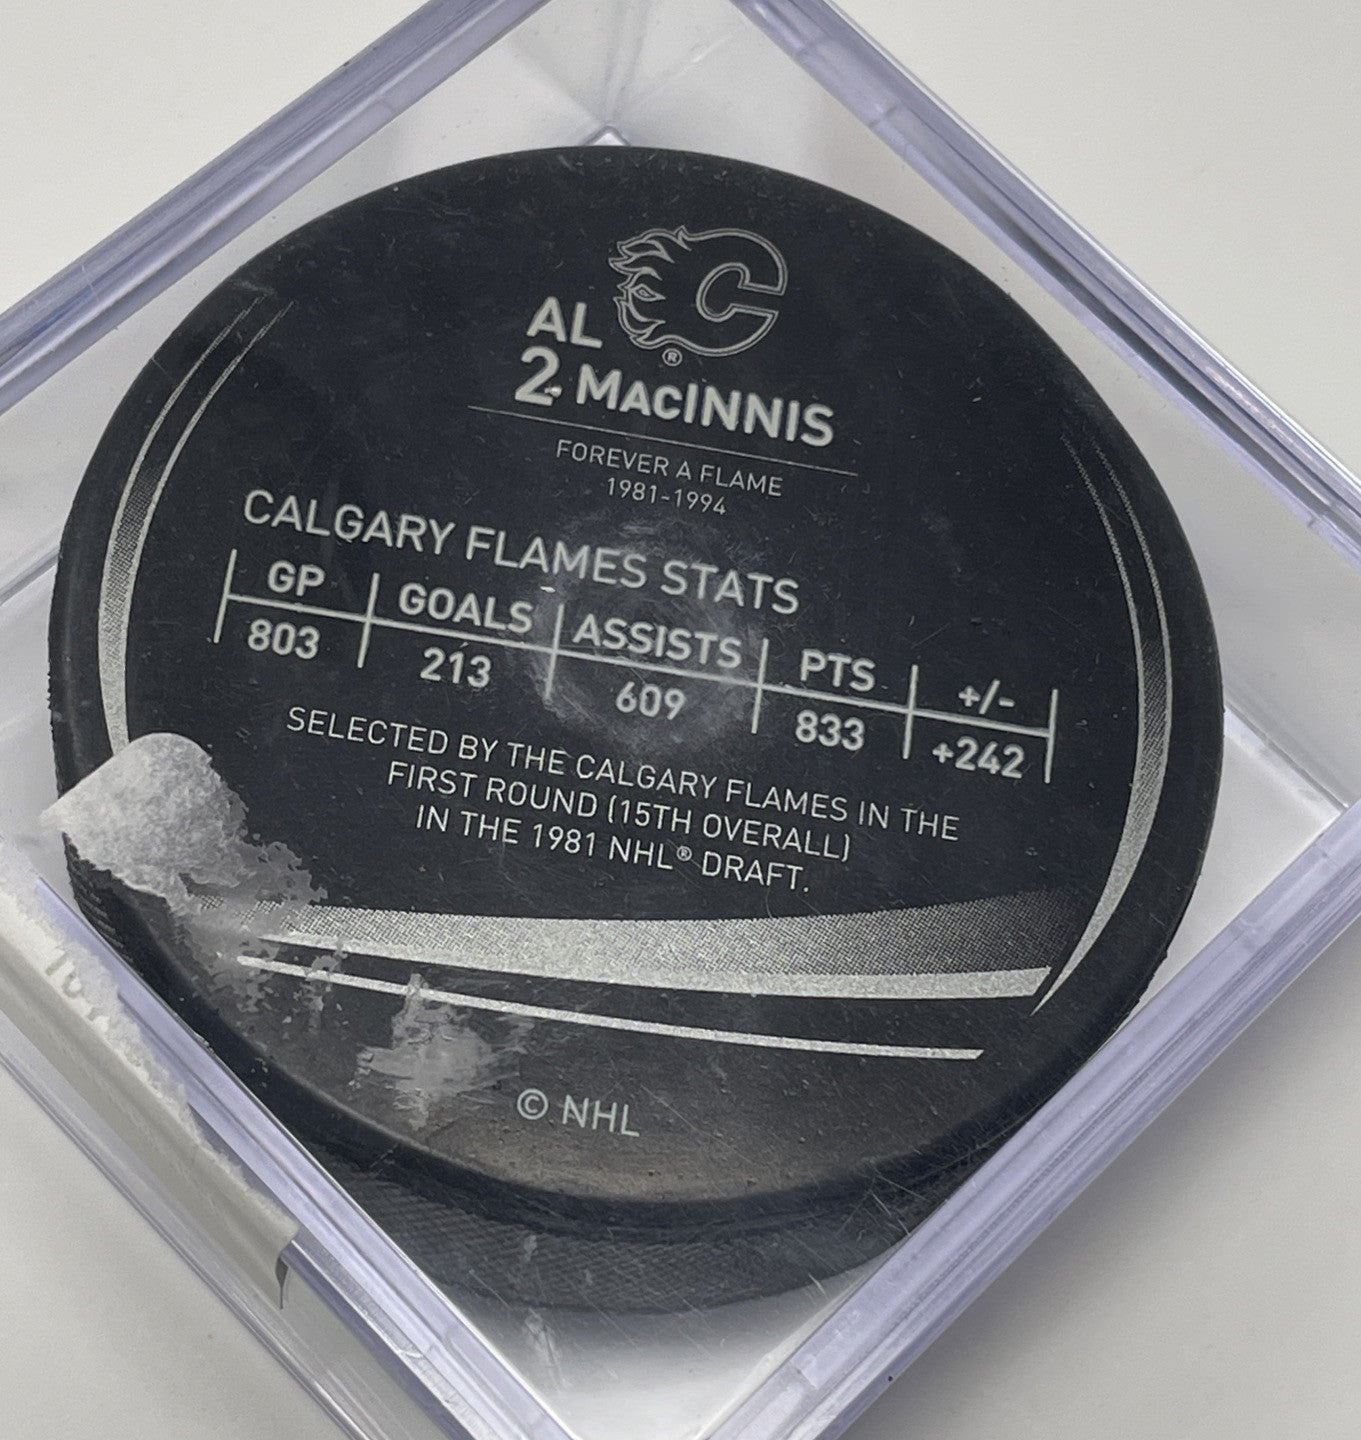 AL
2 MACINNIS
FOREVER A FLAME
1981-1994
CALGARY FLAMES STATS
GP GOALS ASSISTS PTS +/-
803 213 609 833 +242
SELECTED BY THE CALGARY FLAMES IN THE
FIRST ROUND (15TH OVERALL)
IN THE 1981 NHL® DRAFT.
© NHL